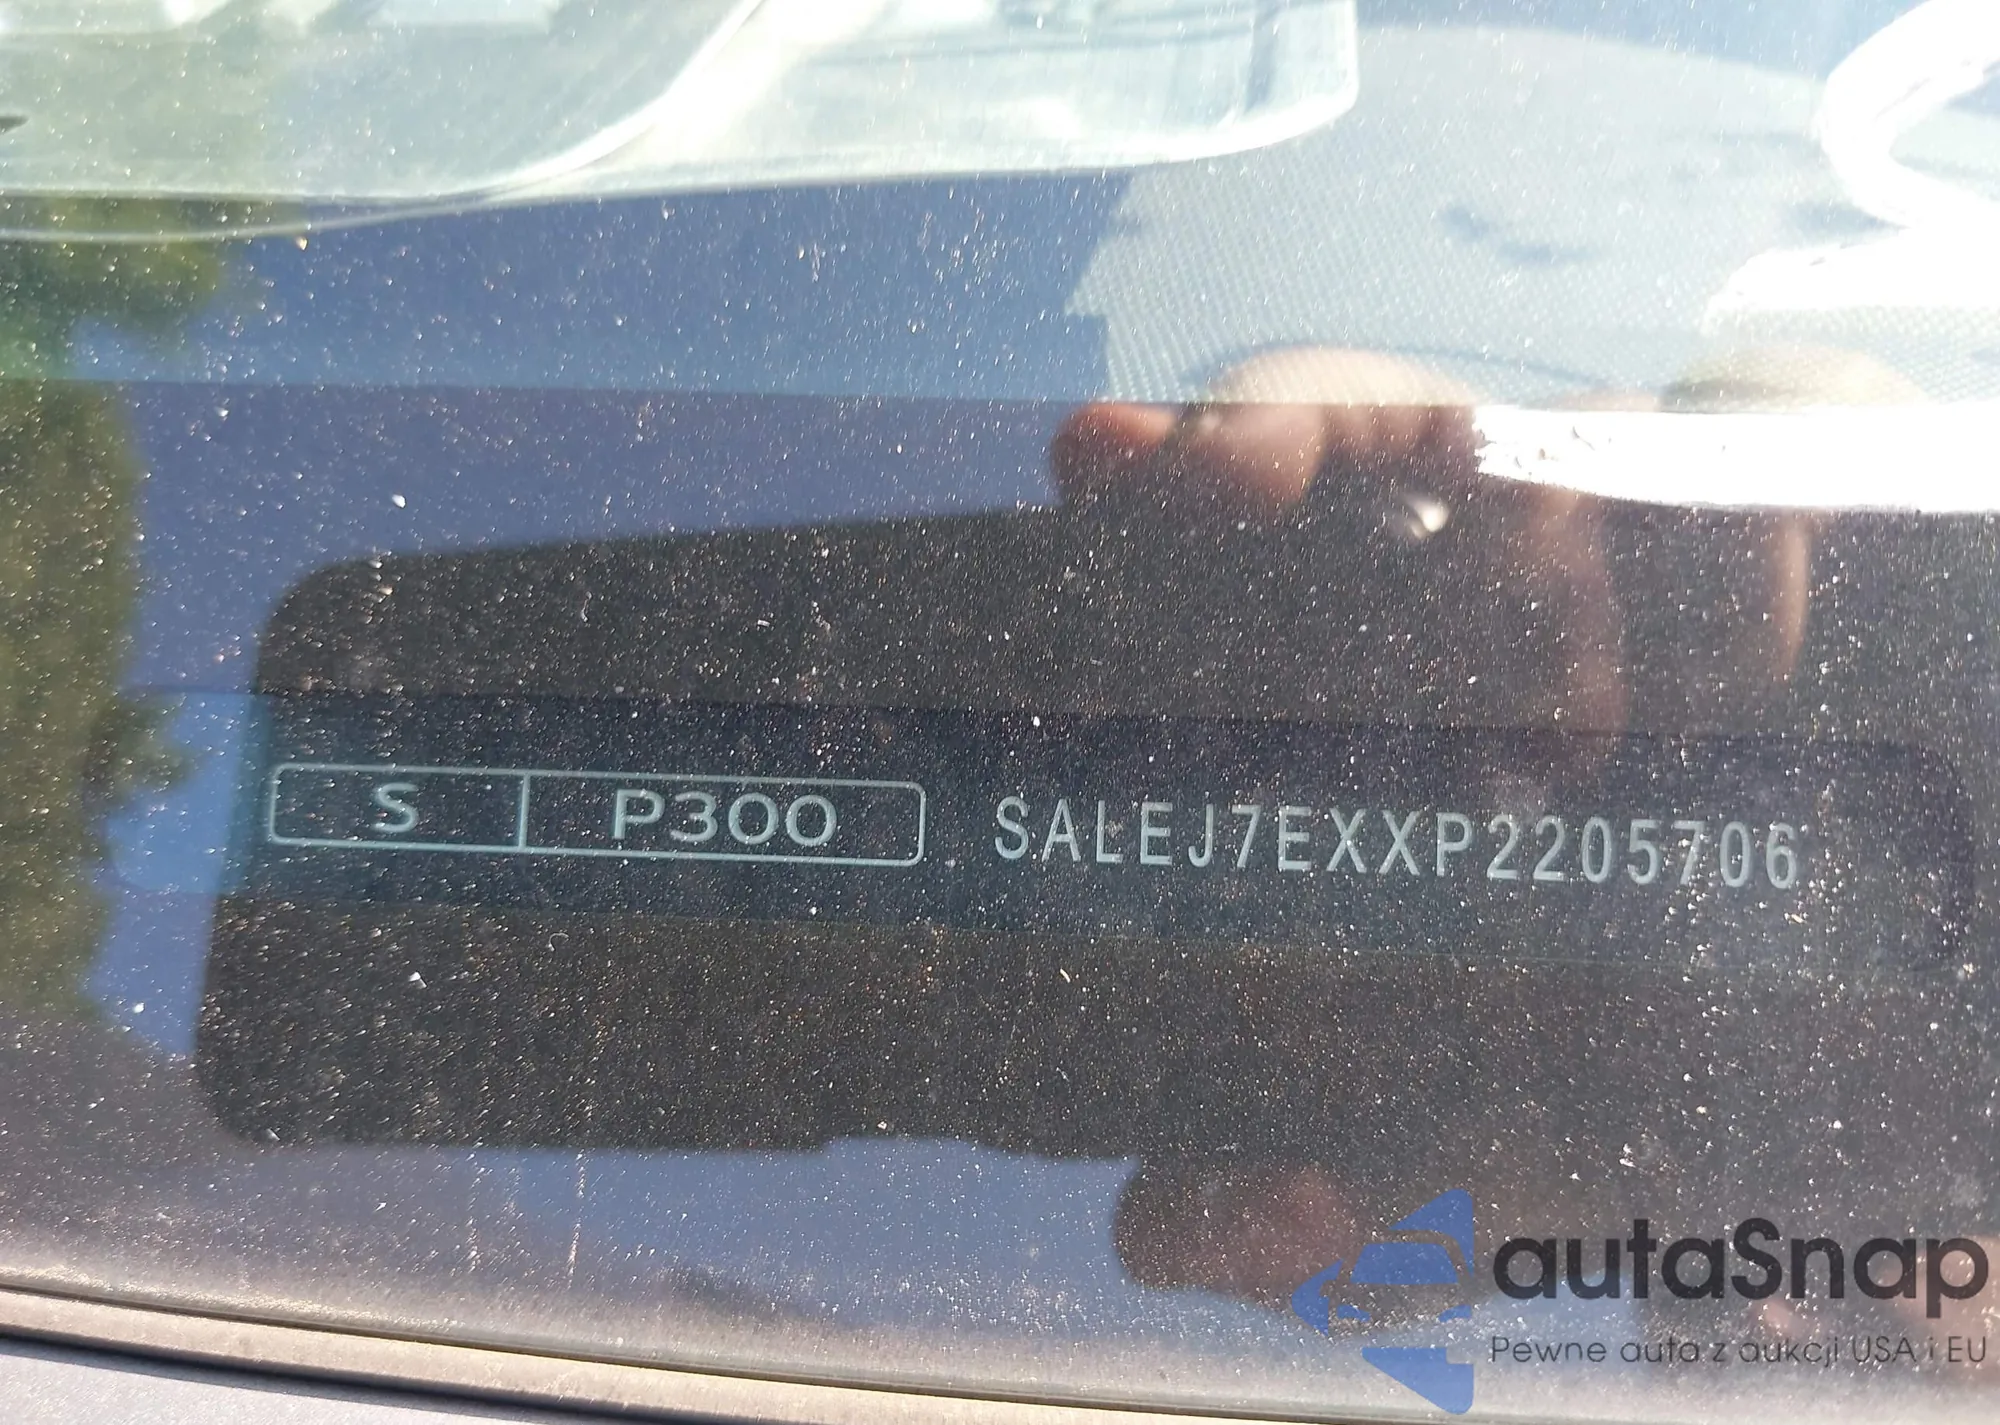 S P300 SALEJ7EXXP2205706
autaSnap
Pewne auta z aukcji USA i EU